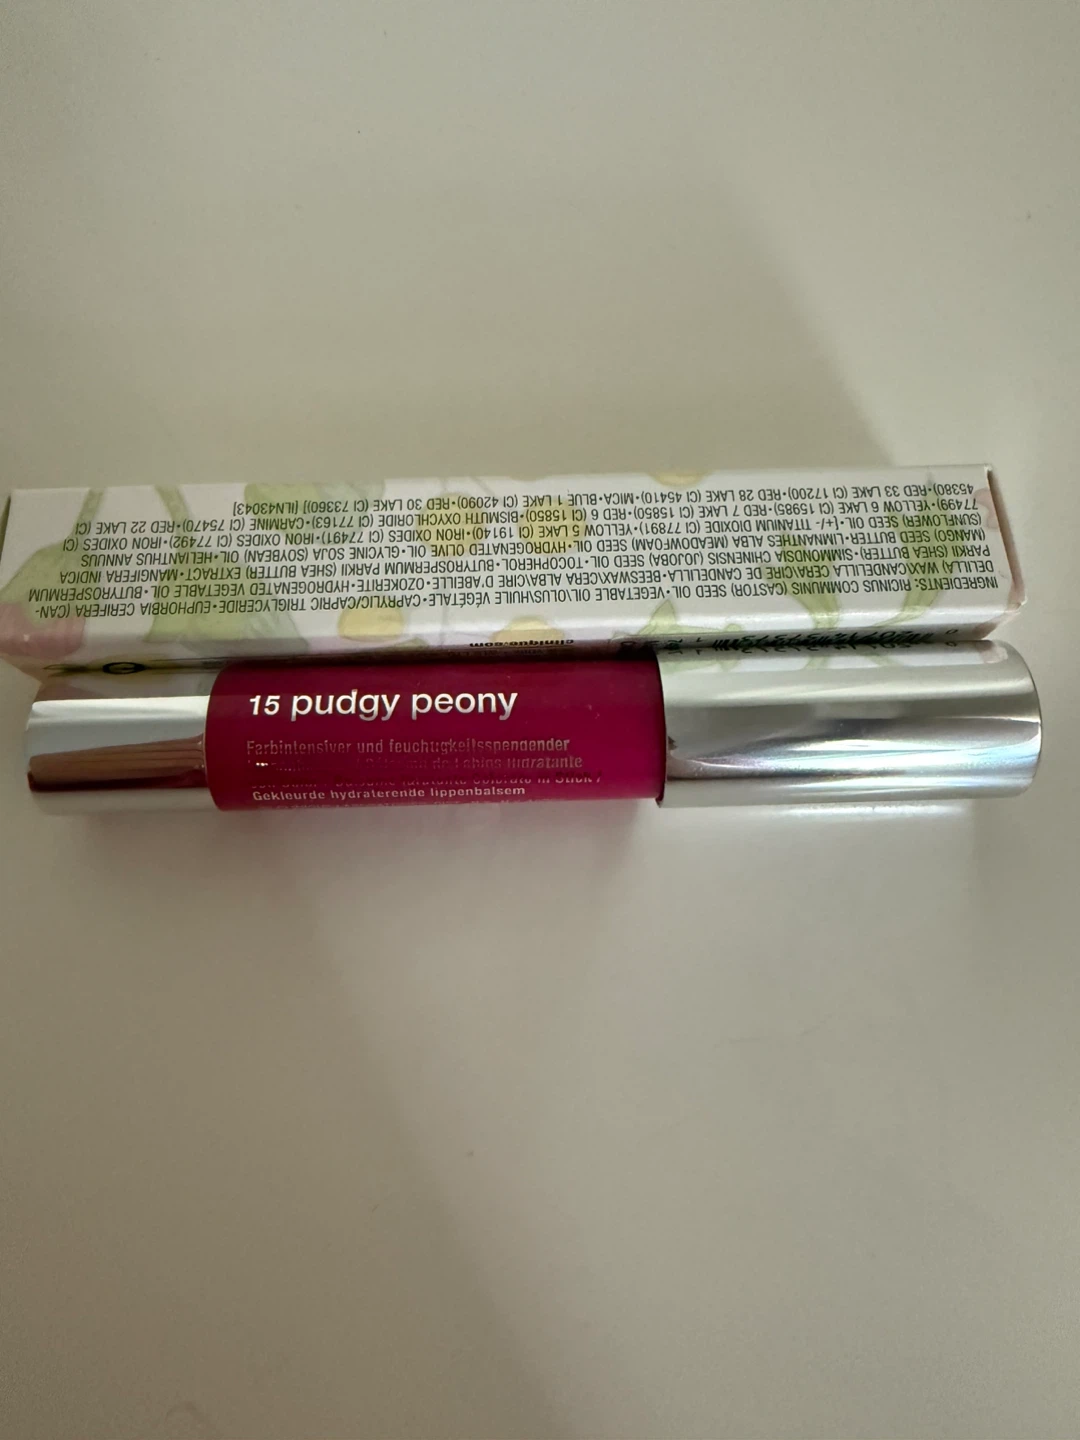 INGREDIENTS: RICINUS COMMUNIS (CASTOR) SEED OIL•VEGETABLE OIL\OLUS/HUILE VÉGÉTALE•CAPRYLIC/CAPRIC TRIGLYCERIDE•EUPHORBIA CERIFERA (CAN-
DELILLA) WAX\CANDELILLA CERA/CIRE DE CANDELILLA•BEESWAX\CERA ALBA/CIRE D'ABEILLE•OZOKERITE•HYDROGENATED VEGETABLE OIL•BUTYROSPERMUM
PARKII (SHEA BUTTER)•SIMMONDSIA CHINENSIS (JOJOBA) SEED OIL•TOCOPHEROL•BUTYROSPERMUM PARKII (SHEA BUTTER) EXTRACT•MANGIFERA INDICA
(MANGO) SEED BUTTER•LIMNANTHES ALBA (MEADOWFOAM) SEED OIL•HYDROGENATED OLIVE OIL•GLYCINE SOJA (SOYBEAN) OIL•HELIANTHUS ANNUUS
(SUNFLOWER) SEED OIL•[+/- TITANIUM DIOXIDE (CI 77891)•YELLOW 5 LAKE (CI 19140)•IRON OXIDES (CI 77491)•IRON OXIDES (CI 77492)•IRON OXIDES (CI
77499)•YELLOW 6 LAKE (CI 15985)•RED 7 LAKE (CI 15850)•RED 6 (CI 15850)•BISMUTH OXYCHLORIDE (CI 77163)•CARMINE (CI 75470)•RED 22 LAKE (CI
45380)•RED 33 LAKE (CI 17200)•RED 28 LAKE (CI 45410)•MICA•BLUE 1 LAKE (CI 42090)•RED 30 LAKE (CI 73360)] [ILN43043]
clinique.com
15 pudgy peony
Farbintensiver und feuchtigkeitsspendender
de Labios Hidratante
Gekleurde hydraterende lippenbalsem